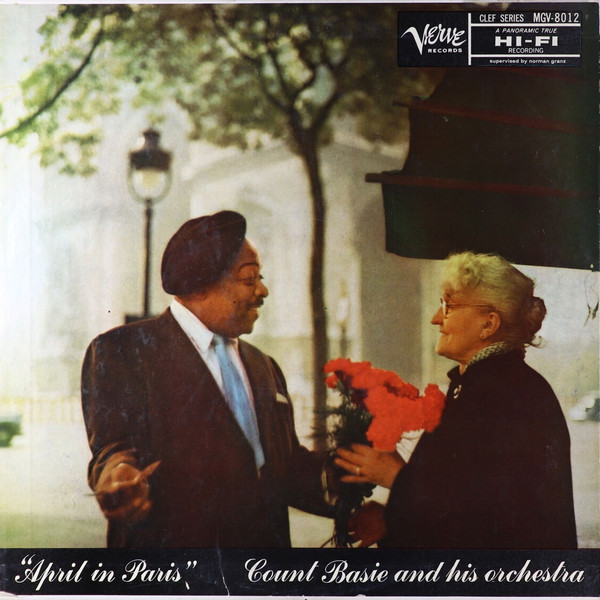 Verve
RECORDS
CLEF SERIES MGV-8012
A PANORAMIC TRUE
HI-FI
RECORDING
supervised by norman granz
"April in Paris" Count Basie and his orchestra